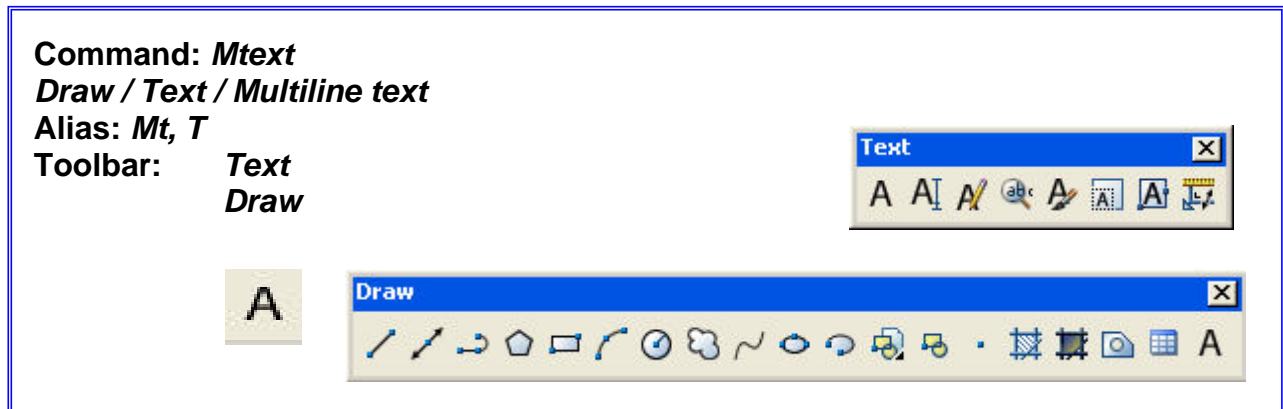 Command: Mtext
Draw / Text / Multiline text
Alias: Mt, T
Toolbar: Text
Draw
Text
A
Draw
A